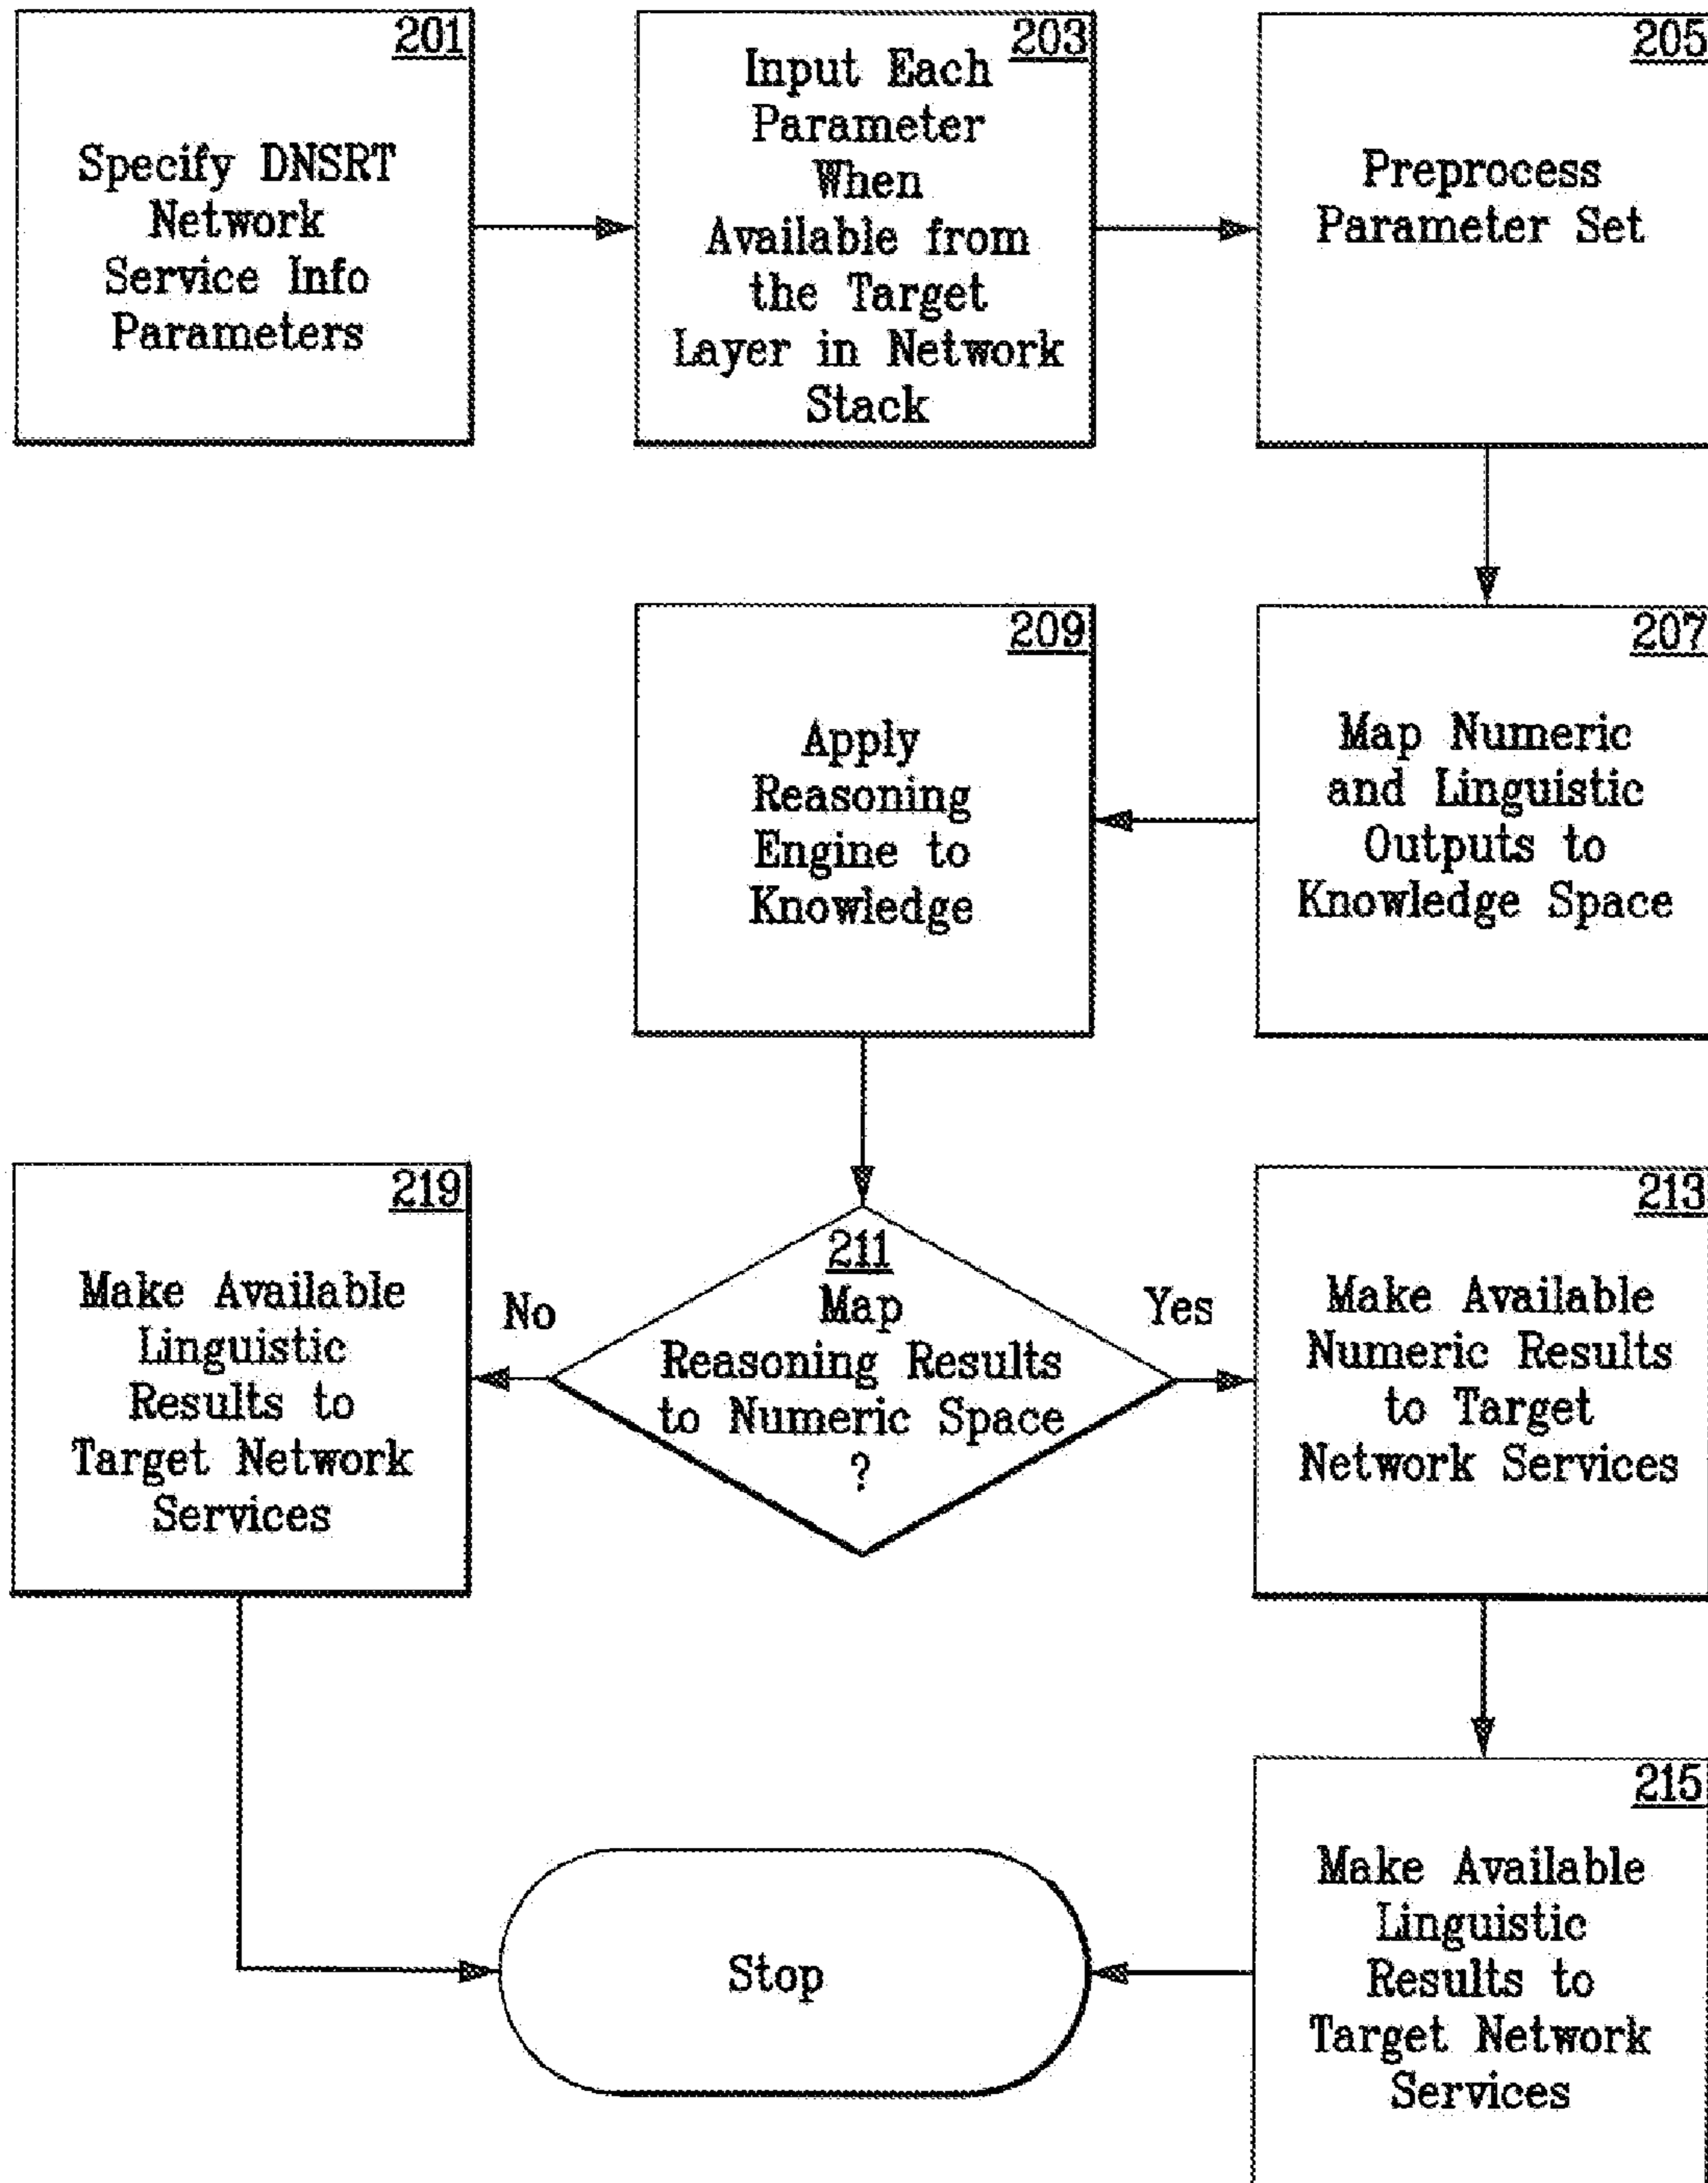 201
Specify DNSRT
Network
Service Info
Parameters
203
Input Each
Parameter
When
Available from
the Target
Layer in Network
Stack
205
Preprocess
Parameter Set
207
Map Numeric
and Linguistic
Outputs to
Knowledge Space
209
Apply
Reasoning
Engine to
Knowledge
211
Map
Reasoning Results
to Numeric Space
?
No
Yes
219
Make Available
Linguistic
Results to
Target Network
Services
213
Make Available
Numeric Results
to Target
Network Services
215
Make Available
Linguistic
Results to
Target Network
Services
Stop